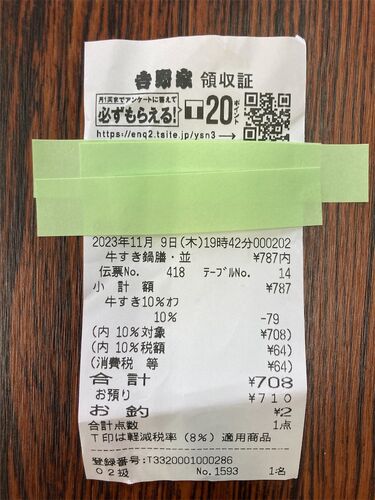 吉野家 領収証
月1回までアンケートに答えて
必ずもらえる! T 20ポイント
https://enq2.tsite.jp/ysn3
2023年11月 9日(木)19時42分000202
牛すき鍋膳・並 ¥787内
伝票No. 418 テーブルNo. 14
小 計 額 ¥787
牛すき10%オフ
10% -79
(内 10%対象 ¥708)
(内 10%税額 ¥64)
(消費税 等 ¥64)
合 計 ¥708
お預り ¥710
お 釣 ¥2
合計点数 1点
T印は軽減税率(8%)適用商品
登録番号:T3320001000286
02級 No.1593 1名